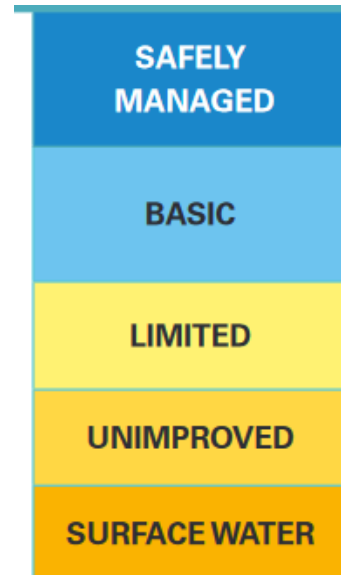 SAFELY
MANAGED
BASIC
LIMITED
UNIMPROVED
SURFACE WATER